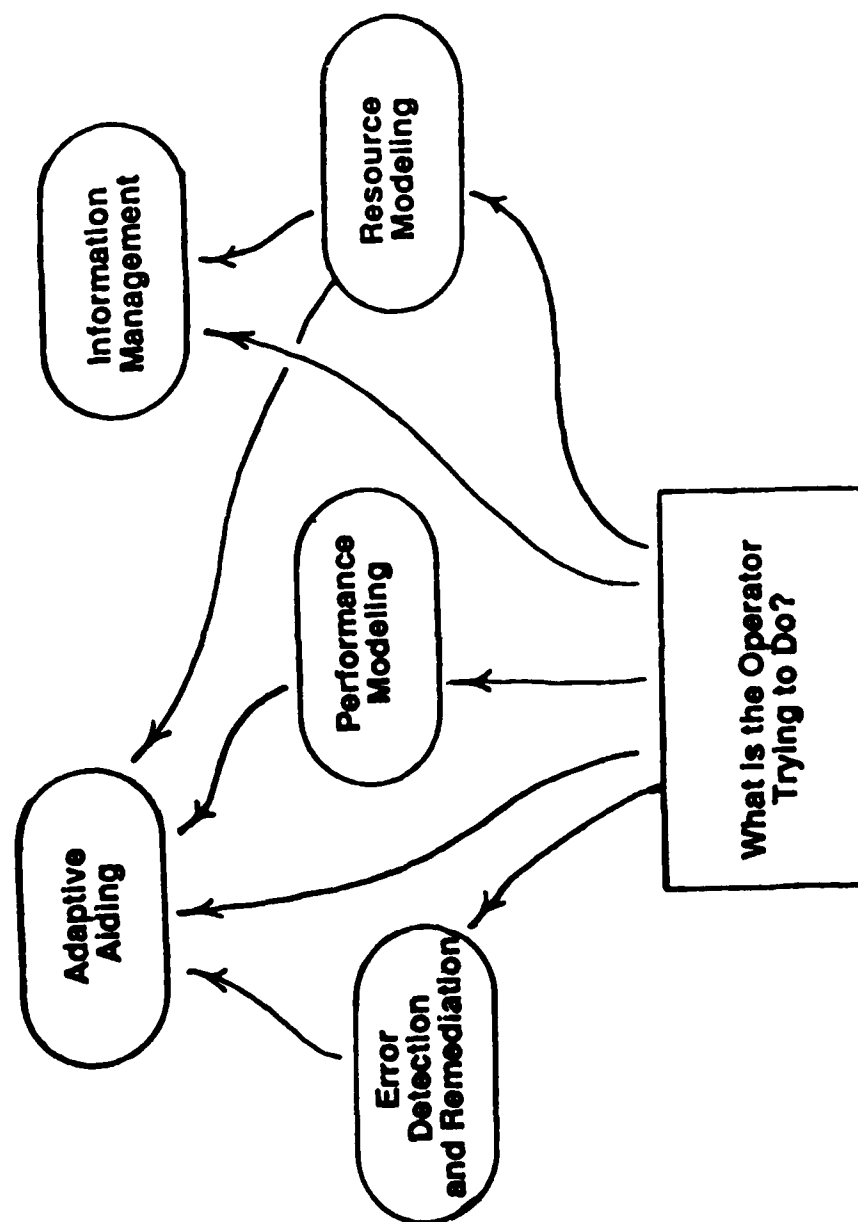 Adaptive
Aiding
Information
Management
Error
Detection
and Remediation
Performance
Modeling
Resource
Modeling
What is the Operator
Trying to Do?